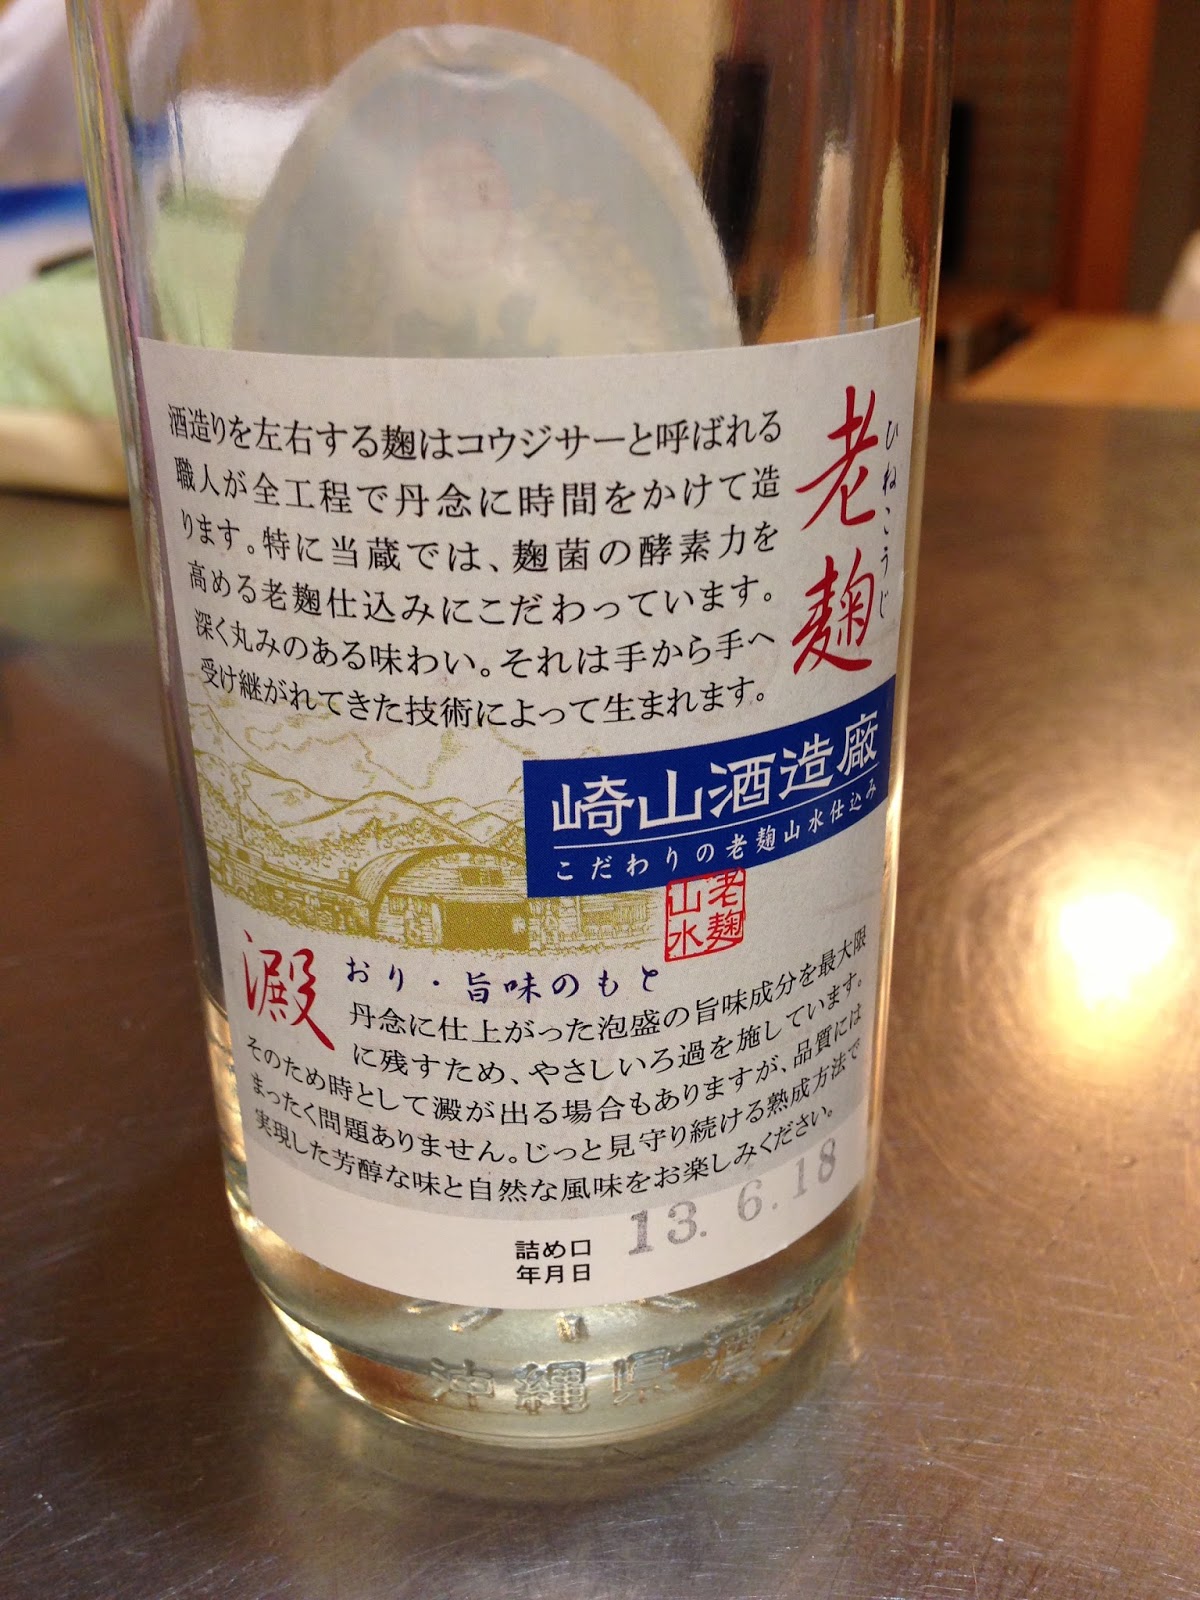 老麹
ひねこうじ
酒造りを左右する麹はコウジサーと呼ばれる
職人が全工程で丹念に時間をかけて造
ります。特に当蔵では、麹菌の酵素力を
高める老麹仕込みにこだわっています。
深く丸みのある味わい。それは手から手へ
受け継がれてきた技術によって生まれます。
崎山酒造廠
こだわりの老麹山水仕込み
老麹
山水
澱
おり・旨味のもと
丹念に仕上がった泡盛の旨味成分を最大限
に残すため、やさしいろ過を施しています。
そのため時として澱が出る場合もありますが、品質には
まったく問題ありません。じっと見守り続ける熟成方法で
実現した芳醇な味と自然な風味をお楽しみください。
詰め口
年月日
13. 6.18
沖縄県